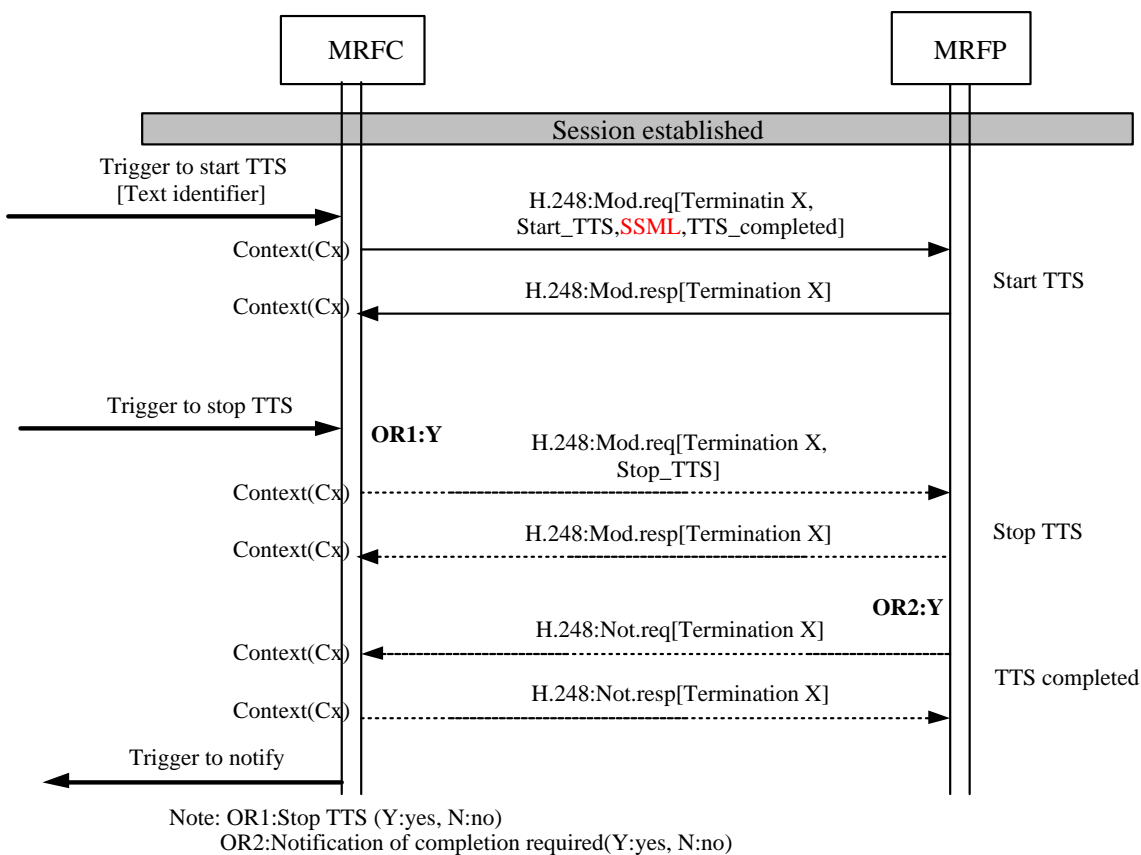 MRFC
MRFP
Session established
Trigger to start TTS
[Text identifier]
H.248:Mod.req[Terminatin X,
Start_TTS,SSML,TTS_completed]
Context(Cx)
Start TTS
H.248:Mod.resp[Termination X]
Context(Cx)
Trigger to stop TTS
OR1:Y
H.248:Mod.req[Termination X,
Stop_TTS]
Context(Cx)
H.248:Mod.resp[Termination X]
Stop TTS
Context(Cx)
OR2:Y
H.248:Not.req[Termination X]
Context(Cx)
TTS completed
H.248:Not.resp[Termination X]
Context(Cx)
Trigger to notify
Note: OR1:Stop TTS (Y:yes, N:no)
OR2:Notification of completion required(Y:yes, N:no)